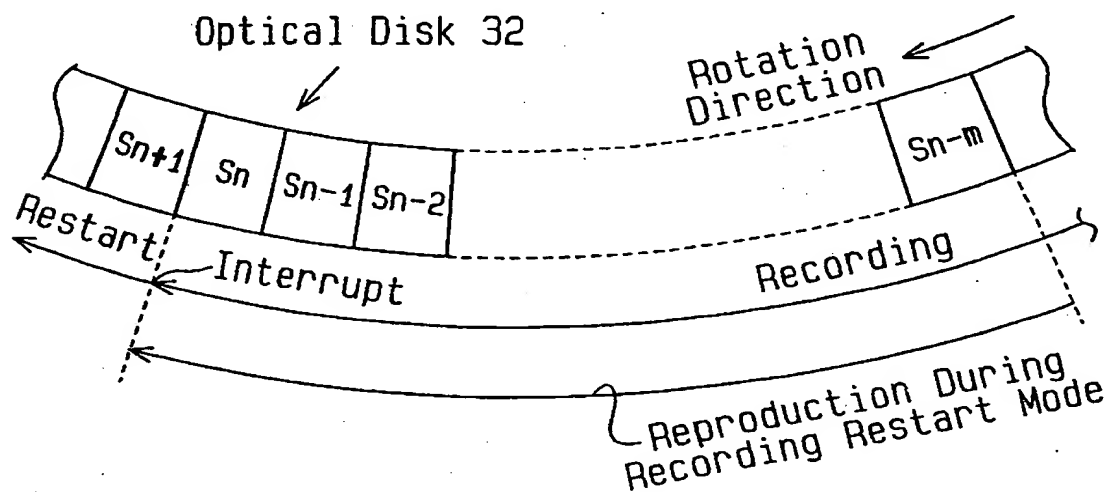 Optical Disk 32
Rotation
Direction
Sn+1
Sn
Sn-1
Sn-2
Sn-m
Restart
Interrupt
Recording
Reproduction During
Recording Restart Mode